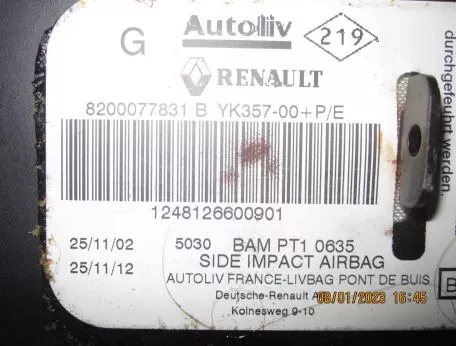 G Autoliv 219
RENAULT
8200077831 B YK357-00+P/E
1248126600901
25/11/02 5030 BAM PT1 0635
25/11/12 SIDE IMPACT AIRBAG
AUTOLIV FRANCE-LIVBAG PONT DE BUIS
Deutsche-Renault
Kolnesweg 9-10
08/01/2023 16:45
durchgefeuhrt werden.
B